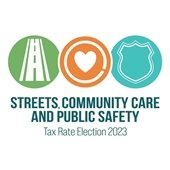 STREETS, COMMUNITY CARE
AND PUBLIC SAFETY
Tax Rate Election 2023